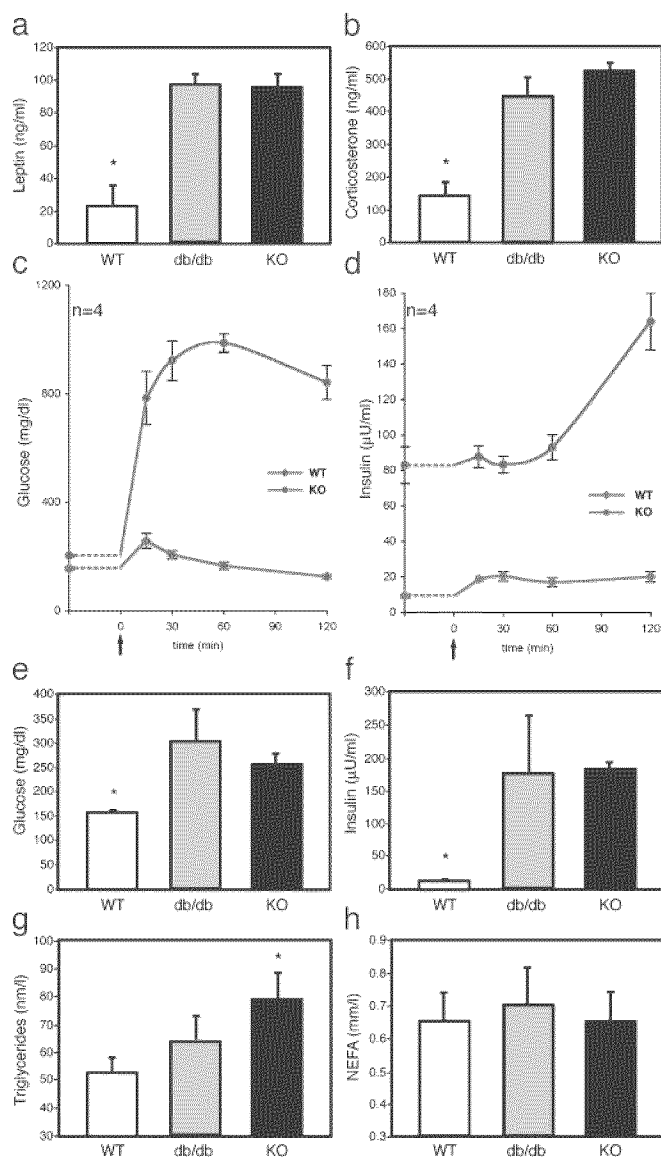 a
b
120
100
80
60
40
20
0
Leptin (ng/ml)
*
WT
db/db
KO
600
500
400
300
200
100
0
Corticosterone (ng/ml)
*
WT
db/db
KO
c
d
1200
800
400
0
Glucose (mg/dl)
n=4
WT
KO
0
30
60
90
120
time (min)
180
160
140
120
100
80
60
40
20
0
Insulin (µU/ml)
n=4
WT
KO
0
30
60
90
120
time (min)
e
f
400
350
300
250
200
150
100
50
0
Glucose (mg/dl)
*
WT
db/db
KO
300
250
200
150
100
50
0
Insulin (µU/ml)
*
WT
db/db
KO
g
h
100
90
80
70
60
50
40
30
Triglycerides (nm/l)
*
WT
db/db
KO
0.9
0.8
0.7
0.6
0.5
0.4
0.3
NEFA (mm/l)
WT
db/db
KO